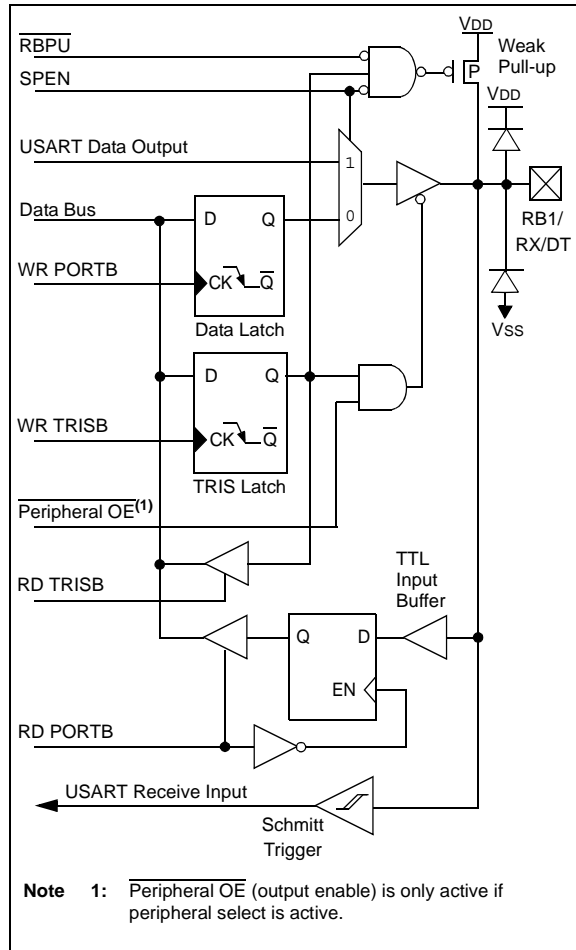 VDD
RBPU
Weak
Pull-up
P
SPEN
VDD
USART Data Output
1
Data Bus
D Q
0
RB1/
RX/DT
WR PORTB
CK Q
Data Latch
VSS
D Q
WR TRISB
CK Q
TRIS Latch
Peripheral OE(1)
TTL
Input
Buffer
RD TRISB
Q D
EN
RD PORTB
USART Receive Input
Schmitt
Trigger
Note 1: Peripheral OE (output enable) is only active if
peripheral select is active.